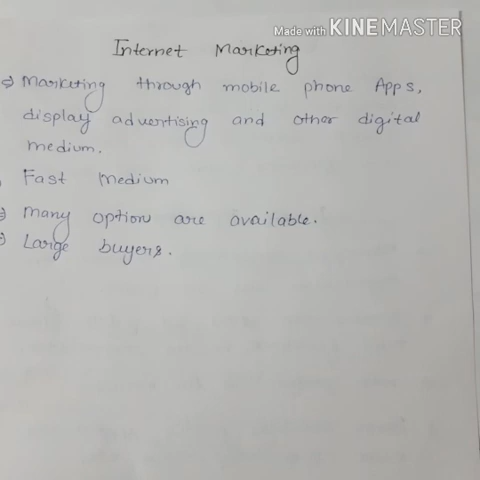 Made with KINEMASTER
Internet Marketing
⇒ Marketing through mobile phone Apps,
display advertising and other digital
medium.
Fast Medium
⇒ Many option are available.
⇒ Large buyers.